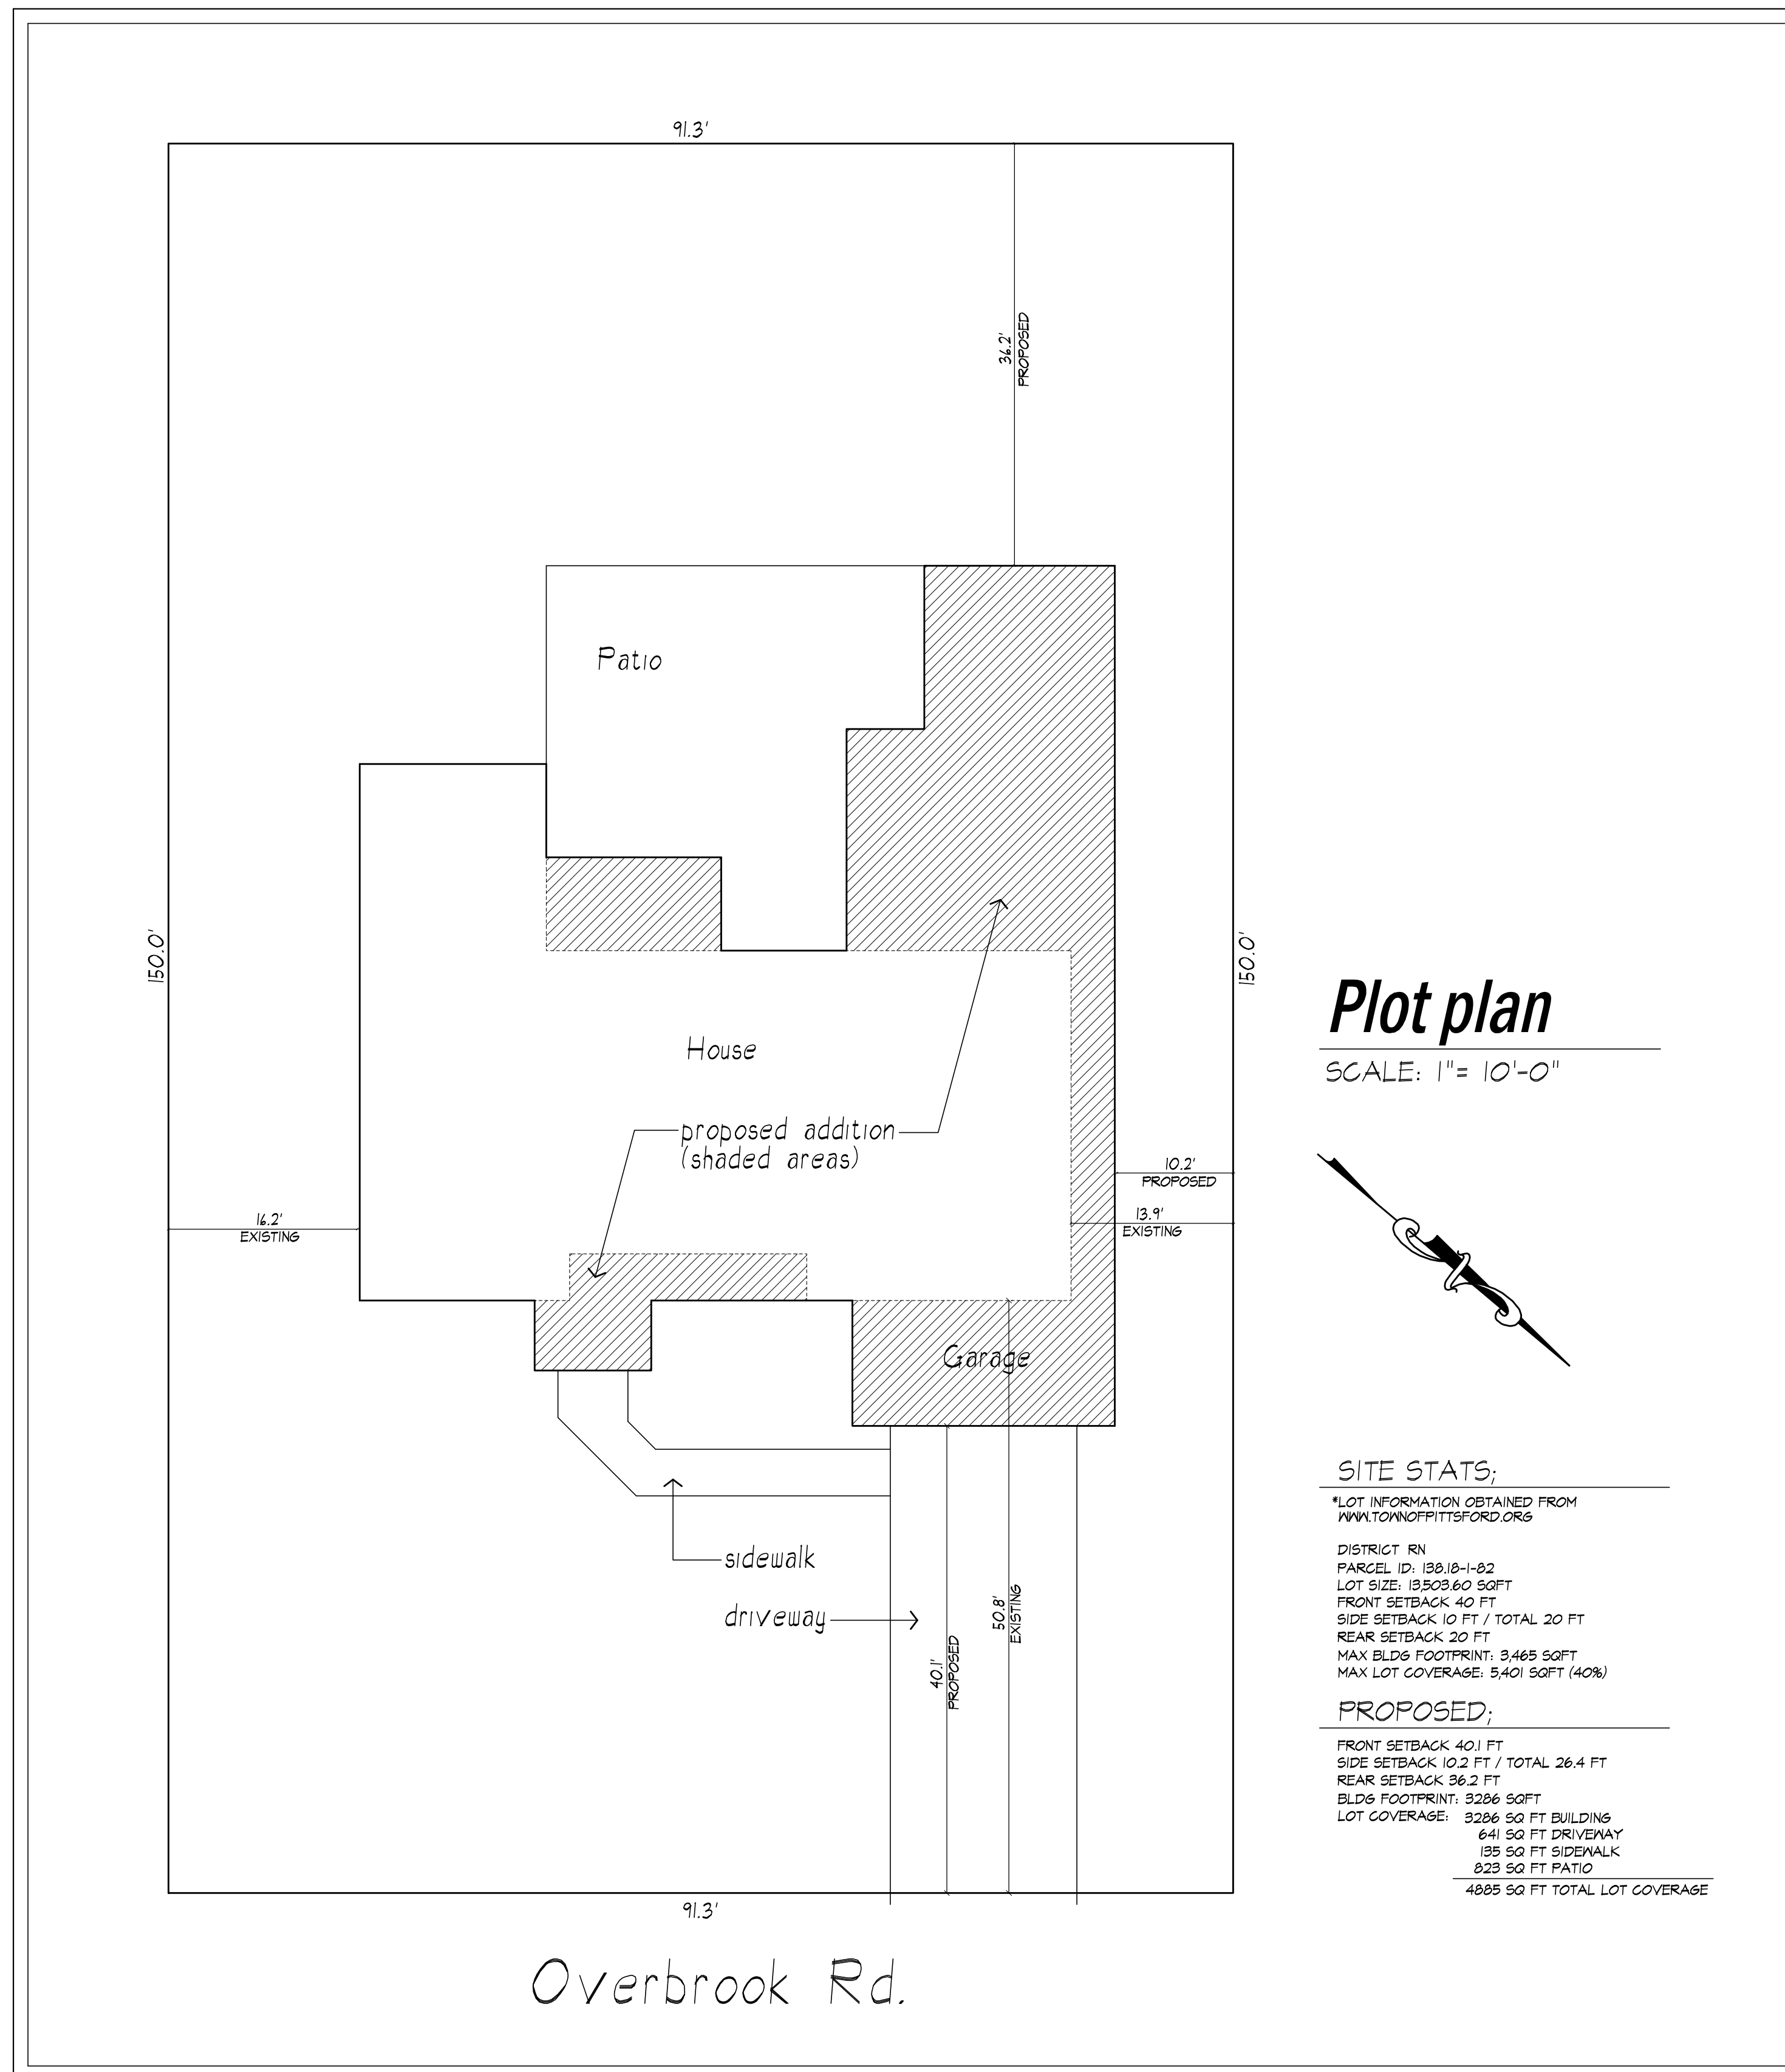 91.3'
36.2'
PROPOSED
Patio
150.0'
150.0'
House
proposed addition
(shaded areas)
10.2'
PROPOSED
13.9'
EXISTING
16.2'
EXISTING
Garage
sidewalk
driveway
50.8'
EXISTING
40.1'
PROPOSED
91.3'
Overbrook Rd.
Plot plan
SCALE: 1"= 10'-0"
SITE STATS;
*LOT INFORMATION OBTAINED FROM
WWW.TOWNOFPITTSFORD.ORG
DISTRICT RN
PARCEL ID: 138.18-1-82
LOT SIZE: 13,503.60 SQFT
FRONT SETBACK 40 FT
SIDE SETBACK 10 FT / TOTAL 20 FT
REAR SETBACK 20 FT
MAX BLDG FOOTPRINT: 3,465 SQFT
MAX LOT COVERAGE: 5,401 SQFT (40%)
PROPOSED;
FRONT SETBACK 40.1 FT
SIDE SETBACK 10.2 FT / TOTAL 26.4 FT
REAR SETBACK 36.2 FT
BLDG FOOTPRINT: 3286 SQFT
LOT COVERAGE: 3286 SQ FT BUILDING
641 SQ FT DRIVEWAY
135 SQ FT SIDEWALK
823 SQ FT PATIO
4885 SQ FT TOTAL LOT COVERAGE